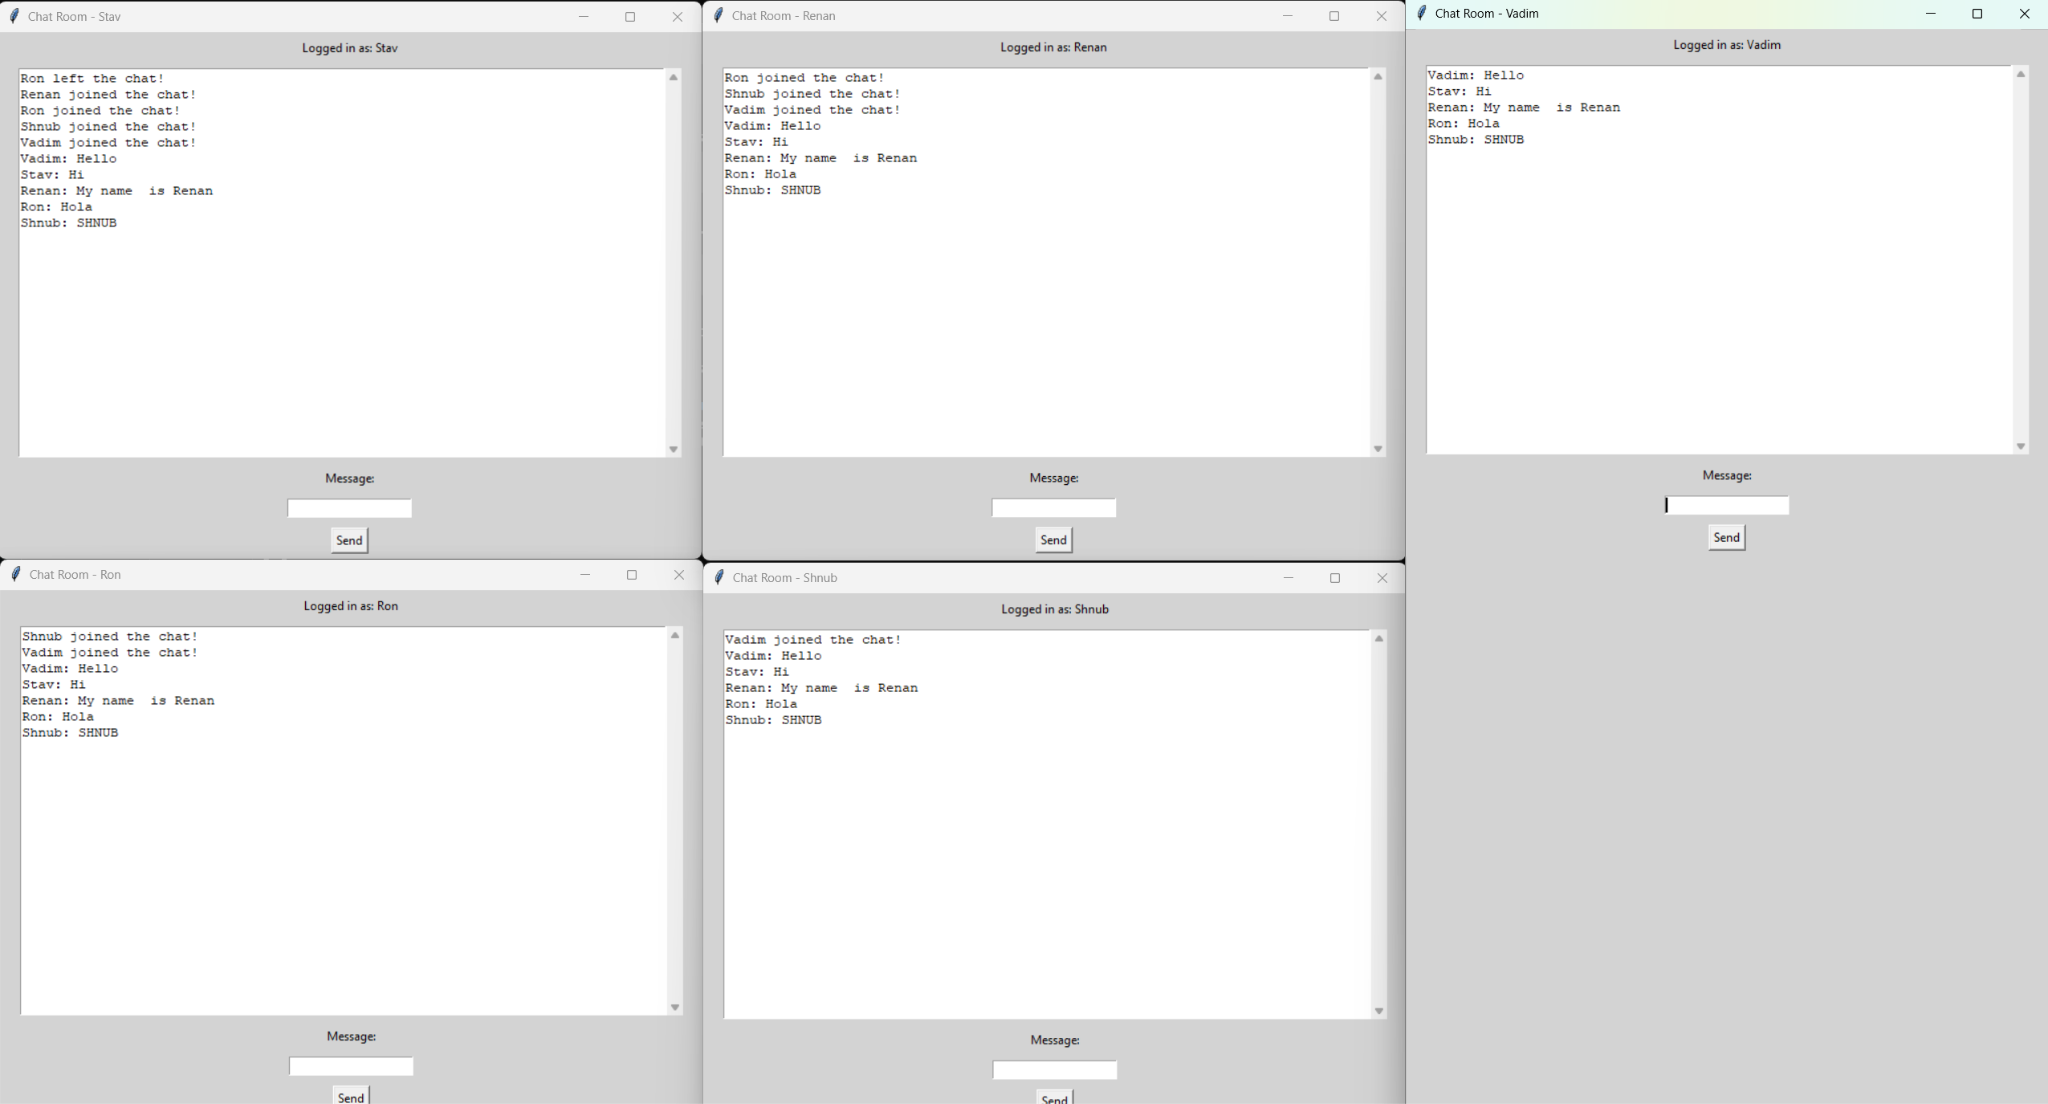 Chat Room - Stav
Logged in as: Stav
Ron left the chat!
Renan joined the chat!
Ron joined the chat!
Shnub joined the chat!
Vadim joined the chat!
Vadim: Hello
Stav: Hi
Renan: My name  is Renan
Ron: Hola
Shnub: SHNUB
Message:
Send
Chat Room - Renan
Logged in as: Renan
Ron joined the chat!
Shnub joined the chat!
Vadim joined the chat!
Vadim: Hello
Stav: Hi
Renan: My name  is Renan
Ron: Hola
Shnub: SHNUB
Message:
Send
Chat Room - Vadim
Logged in as: Vadim
Vadim: Hello
Stav: Hi
Renan: My name  is Renan
Ron: Hola
Shnub: SHNUB
Message:
Send
Chat Room - Ron
Logged in as: Ron
Shnub joined the chat!
Vadim joined the chat!
Vadim: Hello
Stav: Hi
Renan: My name  is Renan
Ron: Hola
Shnub: SHNUB
Message:
Send
Chat Room - Shnub
Logged in as: Shnub
Vadim joined the chat!
Vadim: Hello
Stav: Hi
Renan: My name  is Renan
Ron: Hola
Shnub: SHNUB
Message:
Send